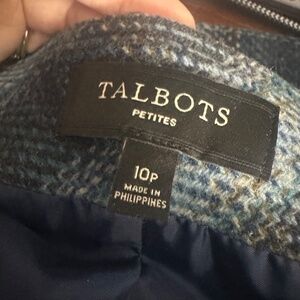 TALBOTS
PETITES
10P
MADE IN
PHILIPPINES